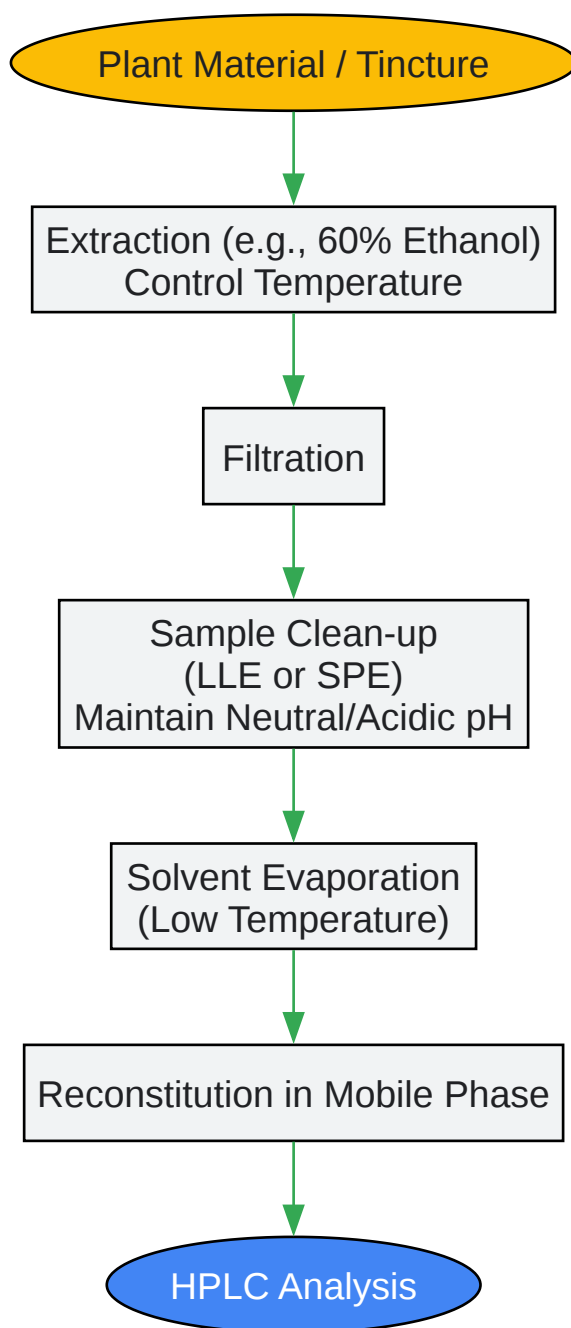 Plant Material / Tincture
Extraction (e.g., 60% Ethanol)
Control Temperature
Filtration
Sample Clean-up
(LLE or SPE)
Maintain Neutral/Acidic pH
Solvent Evaporation
(Low Temperature)
Reconstitution in Mobile Phase
HPLC Analysis